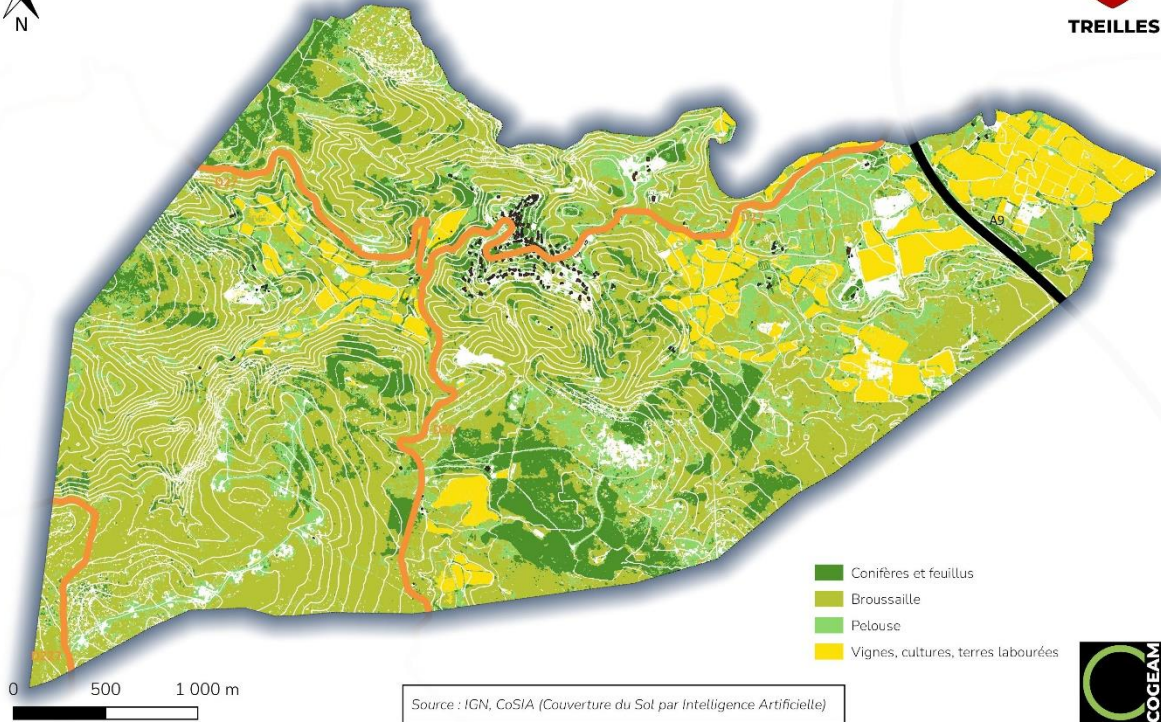 N
TREILLES
A9
Conifères et feuillus
Broussaille
Pelouse
Vignes, cultures, terres labourées
0 500 1 000 m
Source : IGN, CoSIA (Couverture du Sol par Intelligence Artificielle)
COGEAM